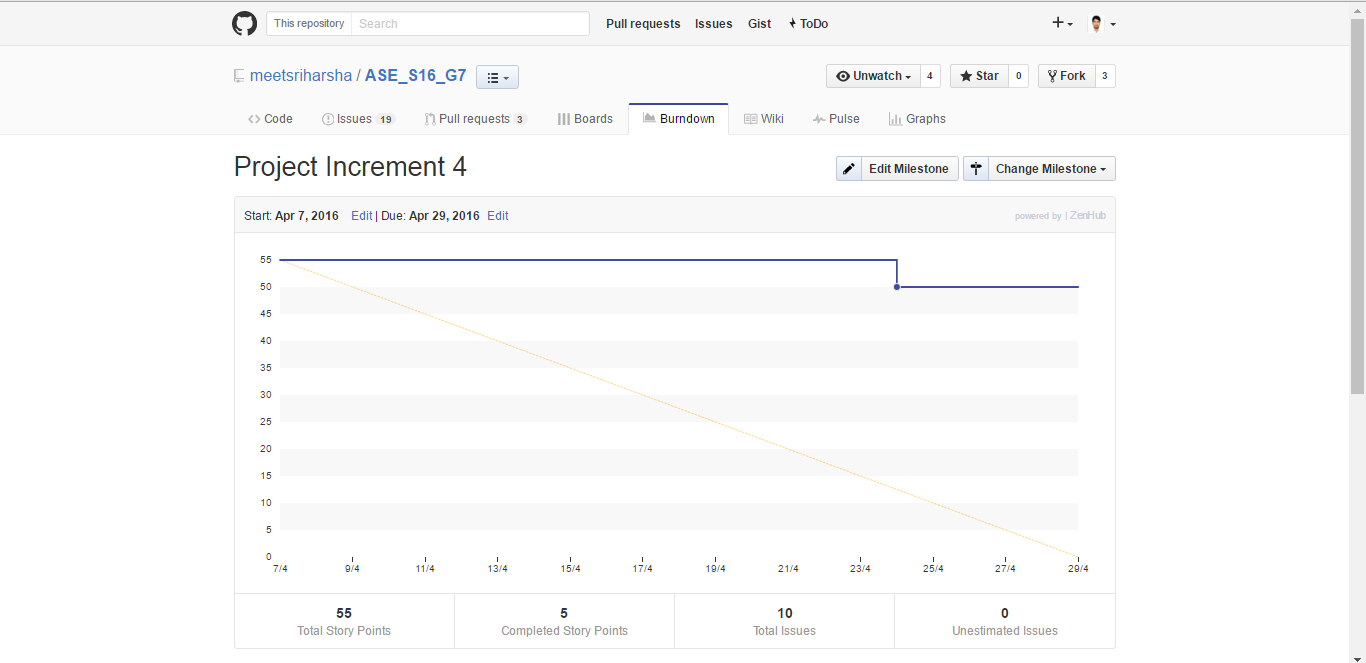 This repository Search Pull requests Issues Gist ToDo
meetsriharsha / ASE_S16_G7 Unwatch 4 Star 0 Fork 3
Code Issues 19 Pull requests 3 Boards Burndown Wiki Pulse Graphs
Project Increment 4 Edit Milestone Change Milestone
Start: Apr 7, 2016 Edit | Due: Apr 29, 2016 Edit powered by | ZenHub
55
50
45
40
35
30
25
20
15
10
5
0
7/4 9/4 11/4 13/4 15/4 17/4 19/4 21/4 23/4 25/4 27/4 29/4
55 5 10 0
Total Story Points Completed Story Points Total Issues Unestimated Issues